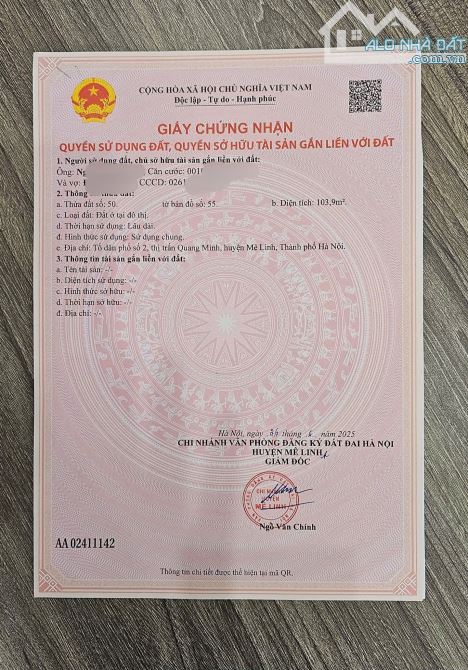 ALO NHÀ ĐẤT
.com.vn
CỘNG HÒA XÃ HỘI CHỦ NGHĨA VIỆT NAM
Độc lập - Tự do - Hạnh phúc
GIẤY CHỨNG NHẬN
QUYỀN SỬ DỤNG ĐẤT, QUYỀN SỞ HỮU TÀI SẢN GẮN LIỀN VỚI ĐẤT
1. Người sử dụng đất, chủ sở hữu tài sản gắn liền với đất:
Ông: Ng Căn cước: 001
Và vợ: CCCD: 0261
2. Thông thửa đất:
a. Thửa đất số: 50. tờ bản đồ số: 55. b. Diện tích: 103,9m².
c. Loại đất: Đất ở tại đô thị.
d. Thời hạn sử dụng: Lâu dài.
đ. Hình thức sử dụng: Sử dụng chung.
e. Địa chỉ: Tổ dân phố số 2, thị trấn Quang Minh, huyện Mê Linh, Thành phố Hà Nội.
3. Thông tin tài sản gắn liền với đất:
a. Tên tài sản: -/-
b. Diện tích sử dụng: -/-
c. Hình thức sở hữu: -/-
d. Thời hạn sở hữu: -/-
đ. Địa chỉ: -/-
Hà Nội, ngày tháng năm 2025
CHI NHÁNH VĂN PHÒNG ĐĂNG KÝ ĐẤT ĐAI HÀ NỘI
HUYỆN MÊ LINH
GIÁM ĐỐC
CHI NHÁNH
HUYỆN
MÊ LINH
Ngô Văn Chính
AA 02411142
Thông tin chi tiết được thể hiện tại mã QR.